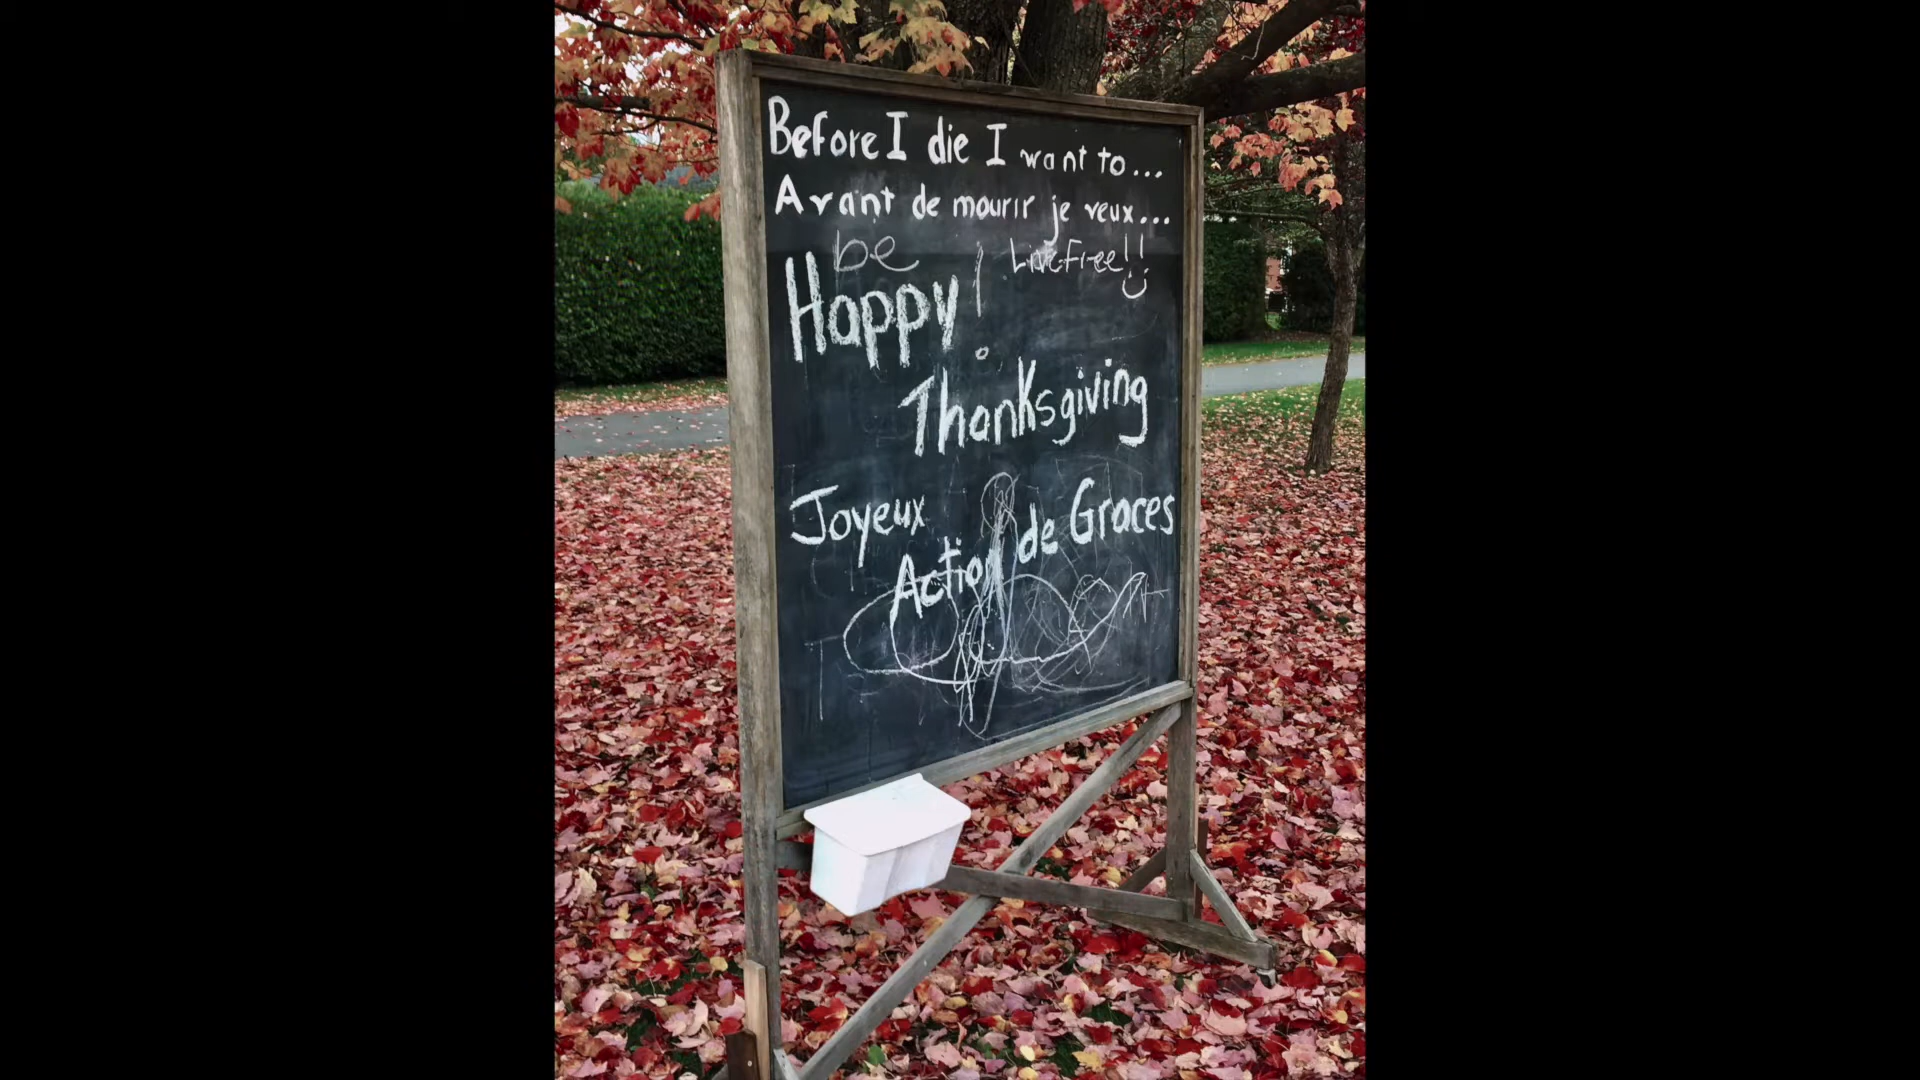 Before I die I want to...
Avant de mourir je veux...
be
Live Free!!
Happy!
Thanksgiving
Joyeux
Action de Graces